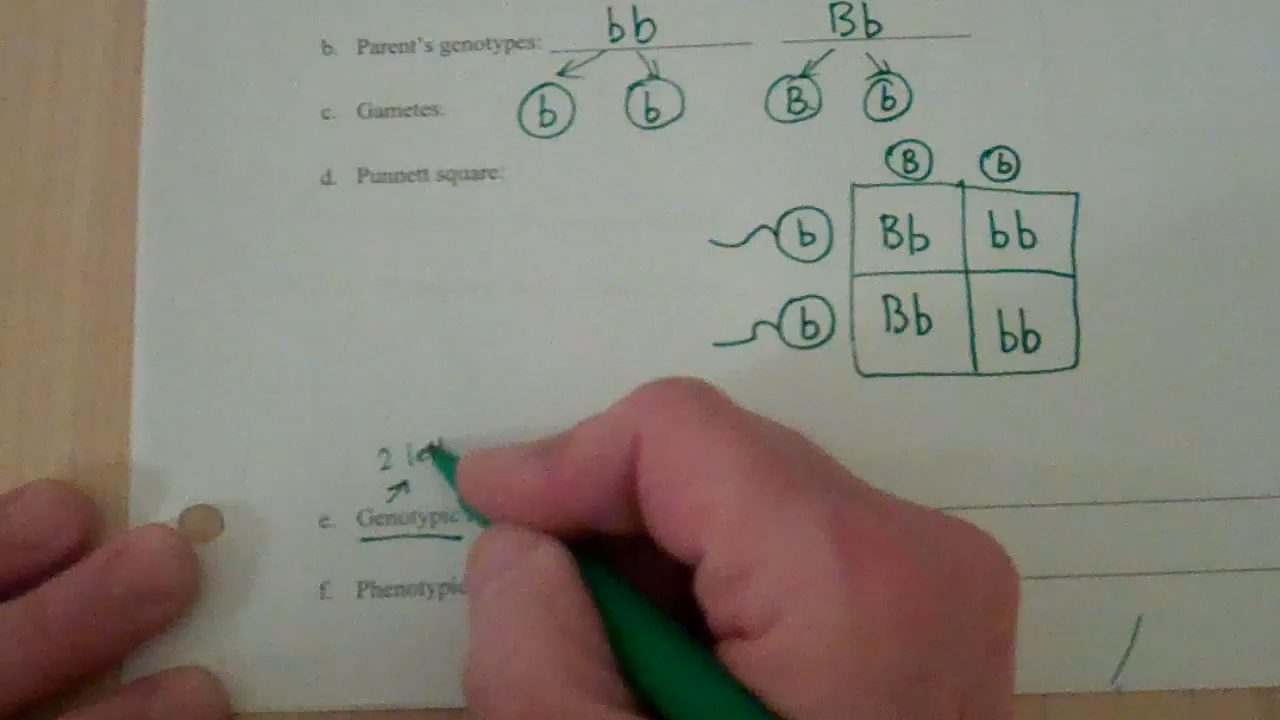 bb Bb
b. Parent's genotypes:
b b B b
c. Gametes:
B b
d. Punnett square:
b Bb bb
b Bb bb
2
e. Genotypic
f. Phenotypic